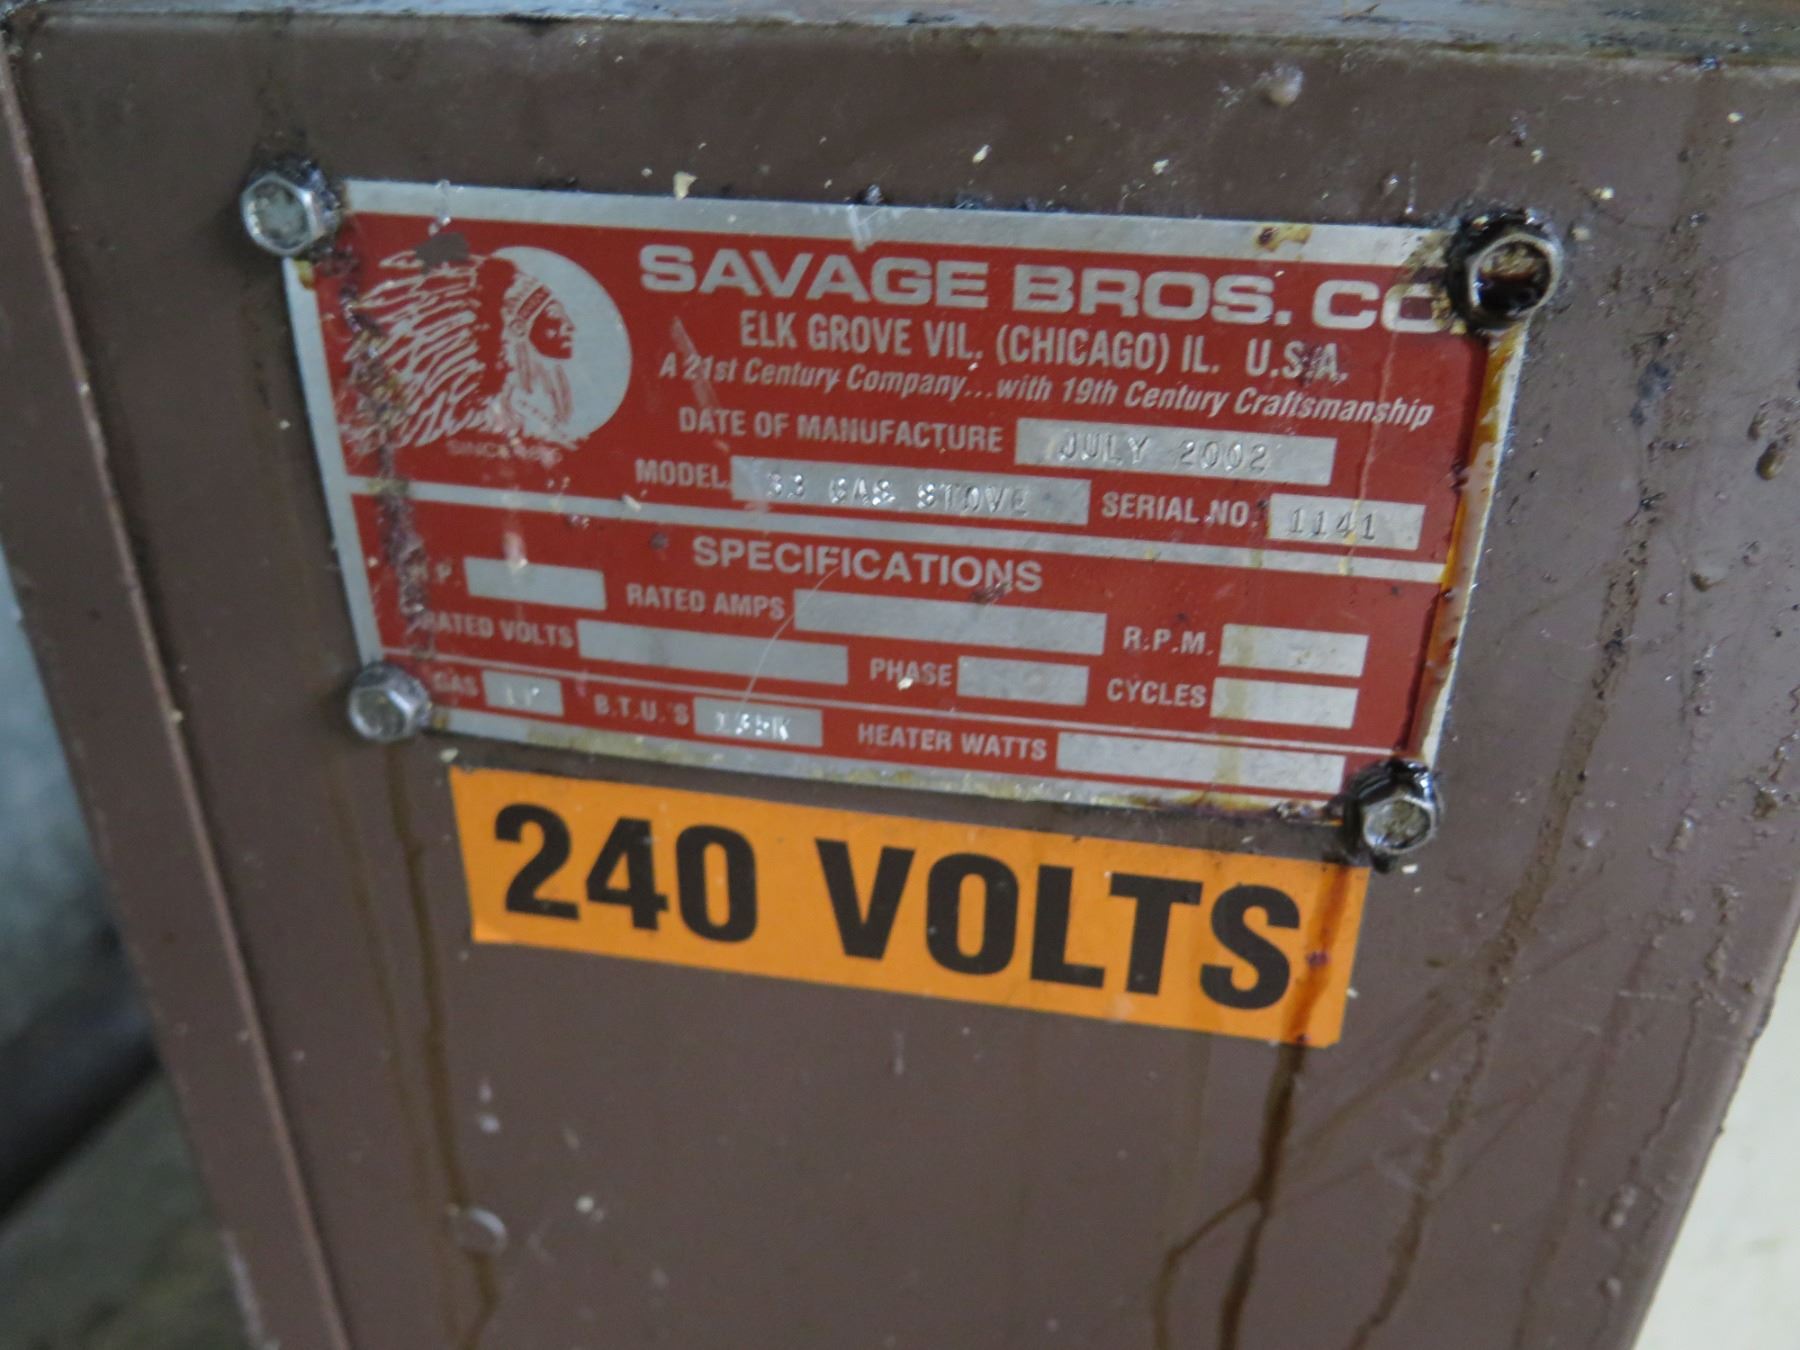 SAVAGE BROS. CO.
ELK GROVE VIL. (CHICAGO) IL. U.S.A.
A 21st Century Company...with 19th Century Craftsmanship
SINCE
DATE OF MANUFACTURE JULY 2002
MODEL GAS STOVE SERIAL NO. 1141
SPECIFICATIONS
H.P. RATED AMPS R.P.M.
RATED VOLTS PHASE CYCLES
GAS B.T.U.'S 135K HEATER WATTS
240 VOLTS